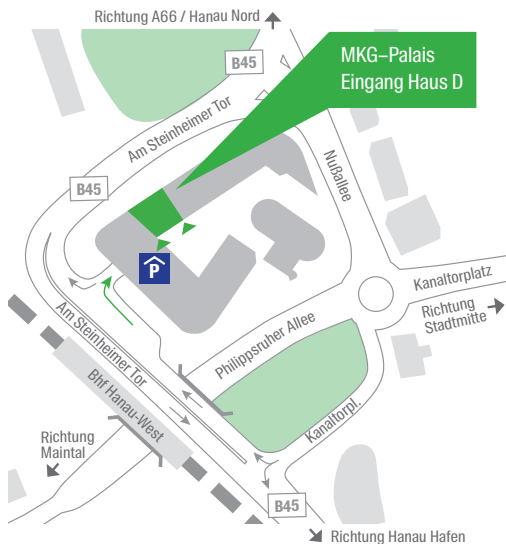 Richtung A66 / Hanau Nord
B45
MKG–Palais
Eingang Haus D
Am Steinheimer Tor
Nußallee
B45
P
Kanaltorplatz
Richtung
Stadtmitte
Am Steinheimer Tor
Philippsruher Allee
Bhf Hanau-West
Kanaltorpl.
Richtung
Maintal
B45
Richtung Hanau Hafen